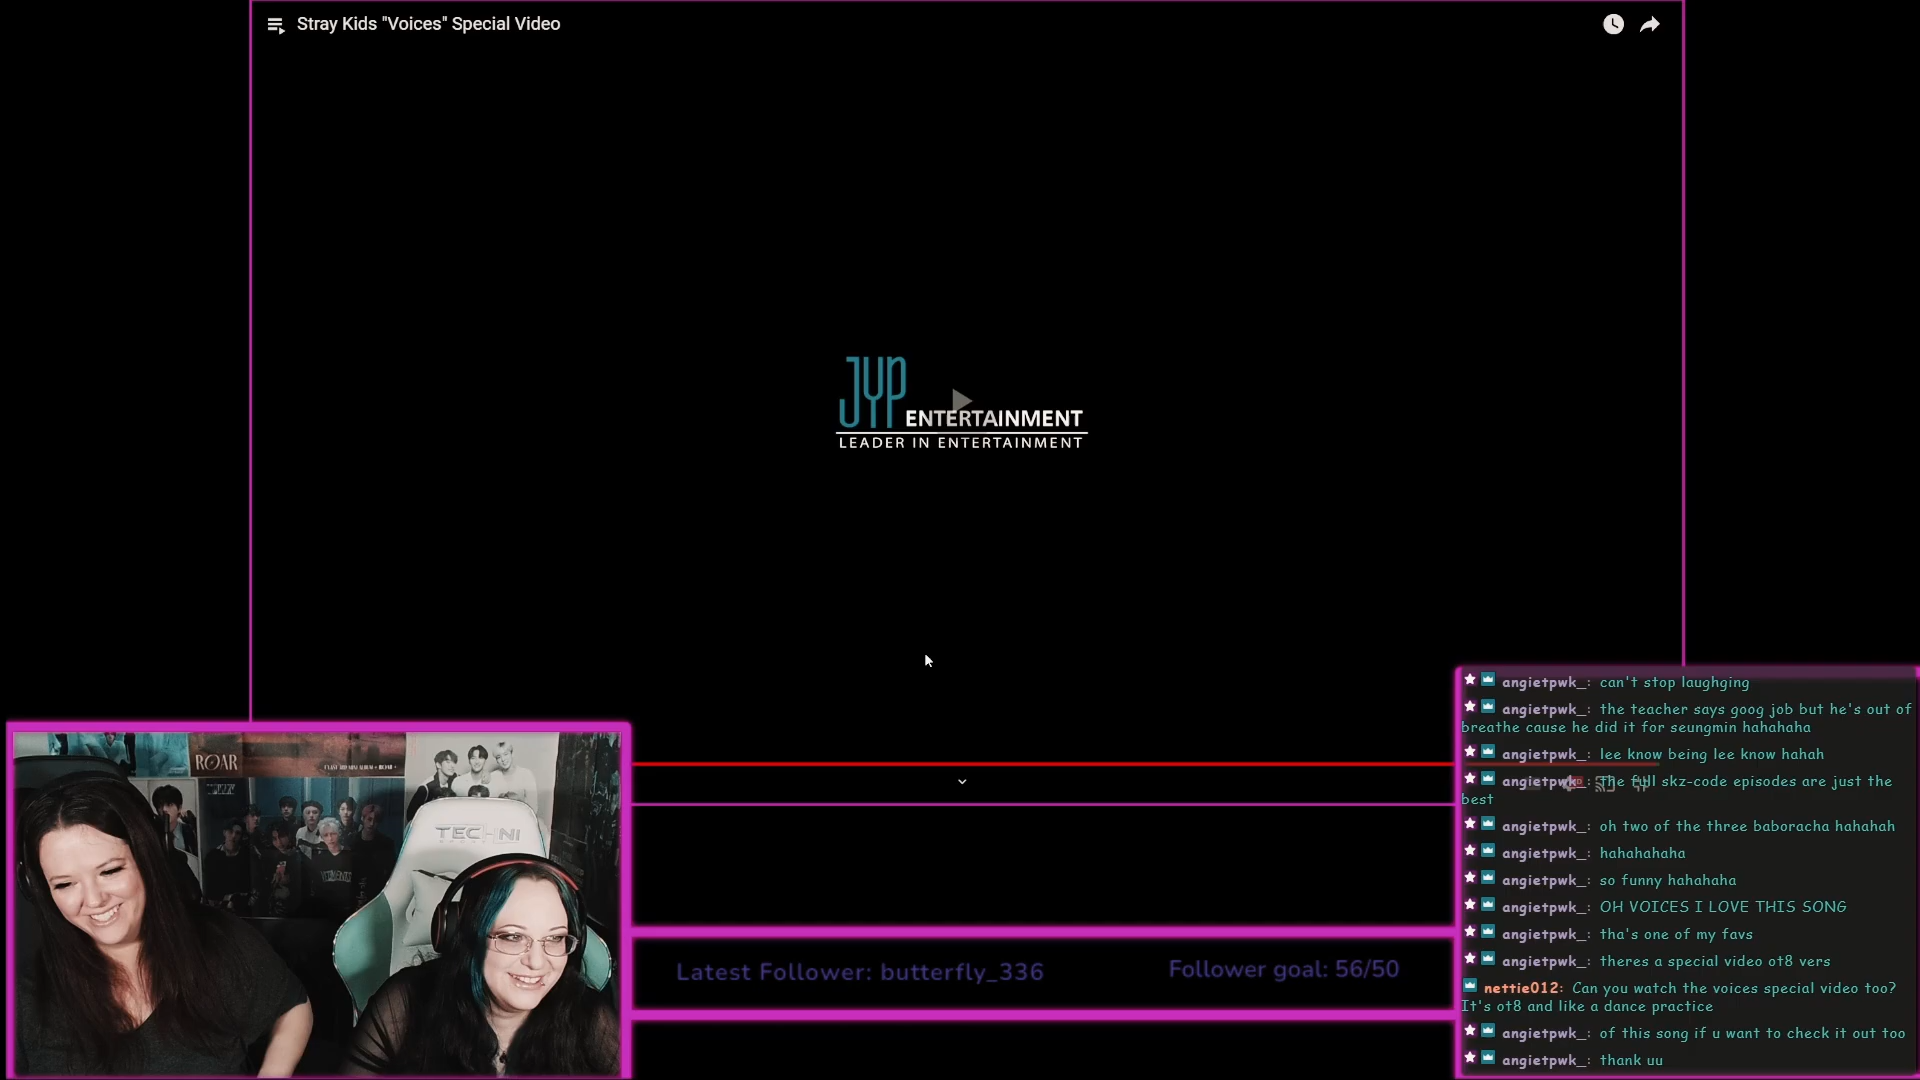 Stray Kids "Voices" Special Video
JYP ENTERTAINMENT
LEADER IN ENTERTAINMENT
angietpwk_: can't stop laughging
angietpwk_: the teacher says goog job but he's out of
breathe cause he did it for seungmin hahahaha
angietpwk_: lee know being lee know hahah
angietpwk_: the full skz-code episodes are just the
best
angietpwk_: oh two of the three baboracha hahahah
angietpwk_: hahahahaha
angietpwk_: so funny hahahaha
angietpwk_: OH VOICES I LOVE THIS SONG
angietpwk_: tha's one of my favs
angietpwk_: theres a special video ot8 vers
nettie012: Can you watch the voices special video too?
It's ot8 and like a dance practice
angietpwk_: of this song if u want to check it out too
angietpwk_: thank uu
ROAR
TECHNI
Latest Follower: butterfly_336
Follower goal: 56/50